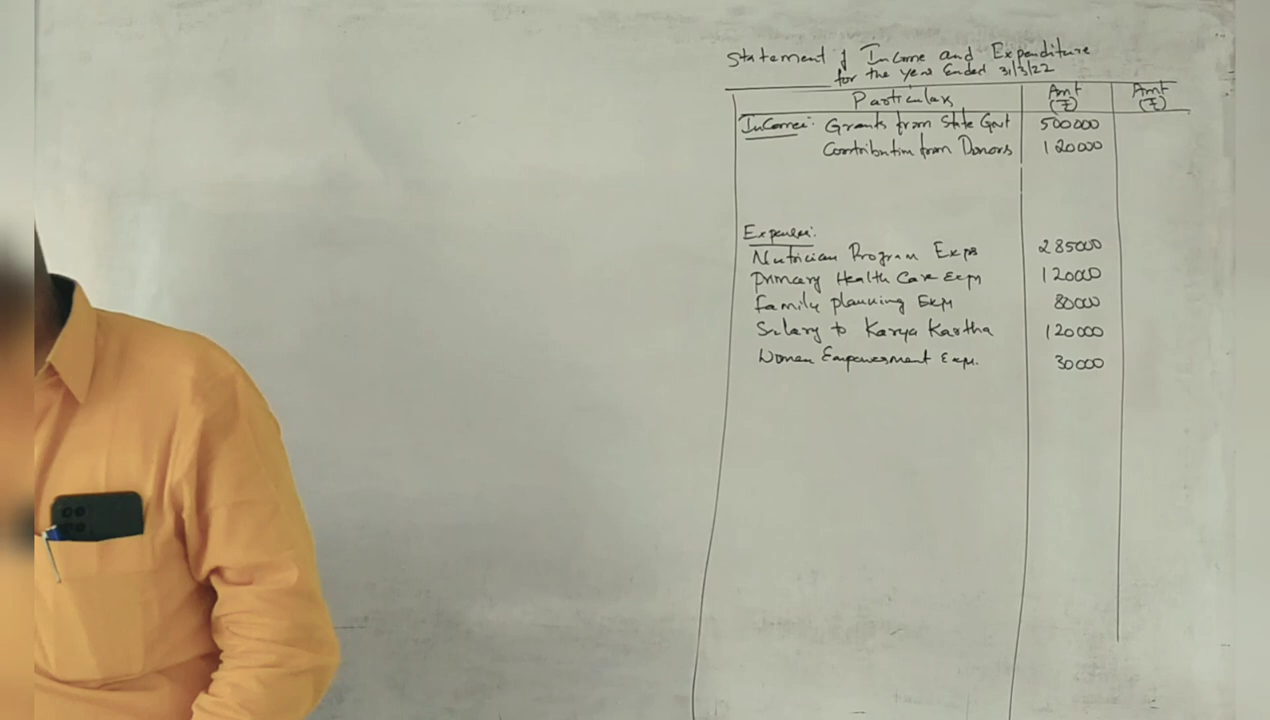 Statement of Income and Expenditure
for the year ended 31/3/22
Particulars Amt (₹) Amt (₹)
Income: Grants from State Govt 500000
Contribution from Donors 120000
Expenses:
Nutrician Program Exps 285000
Primary Health Care Exps 120000
Family planning Exps 80000
Salary to Karya Kartha 120000
Women Empowerment Exps. 30000